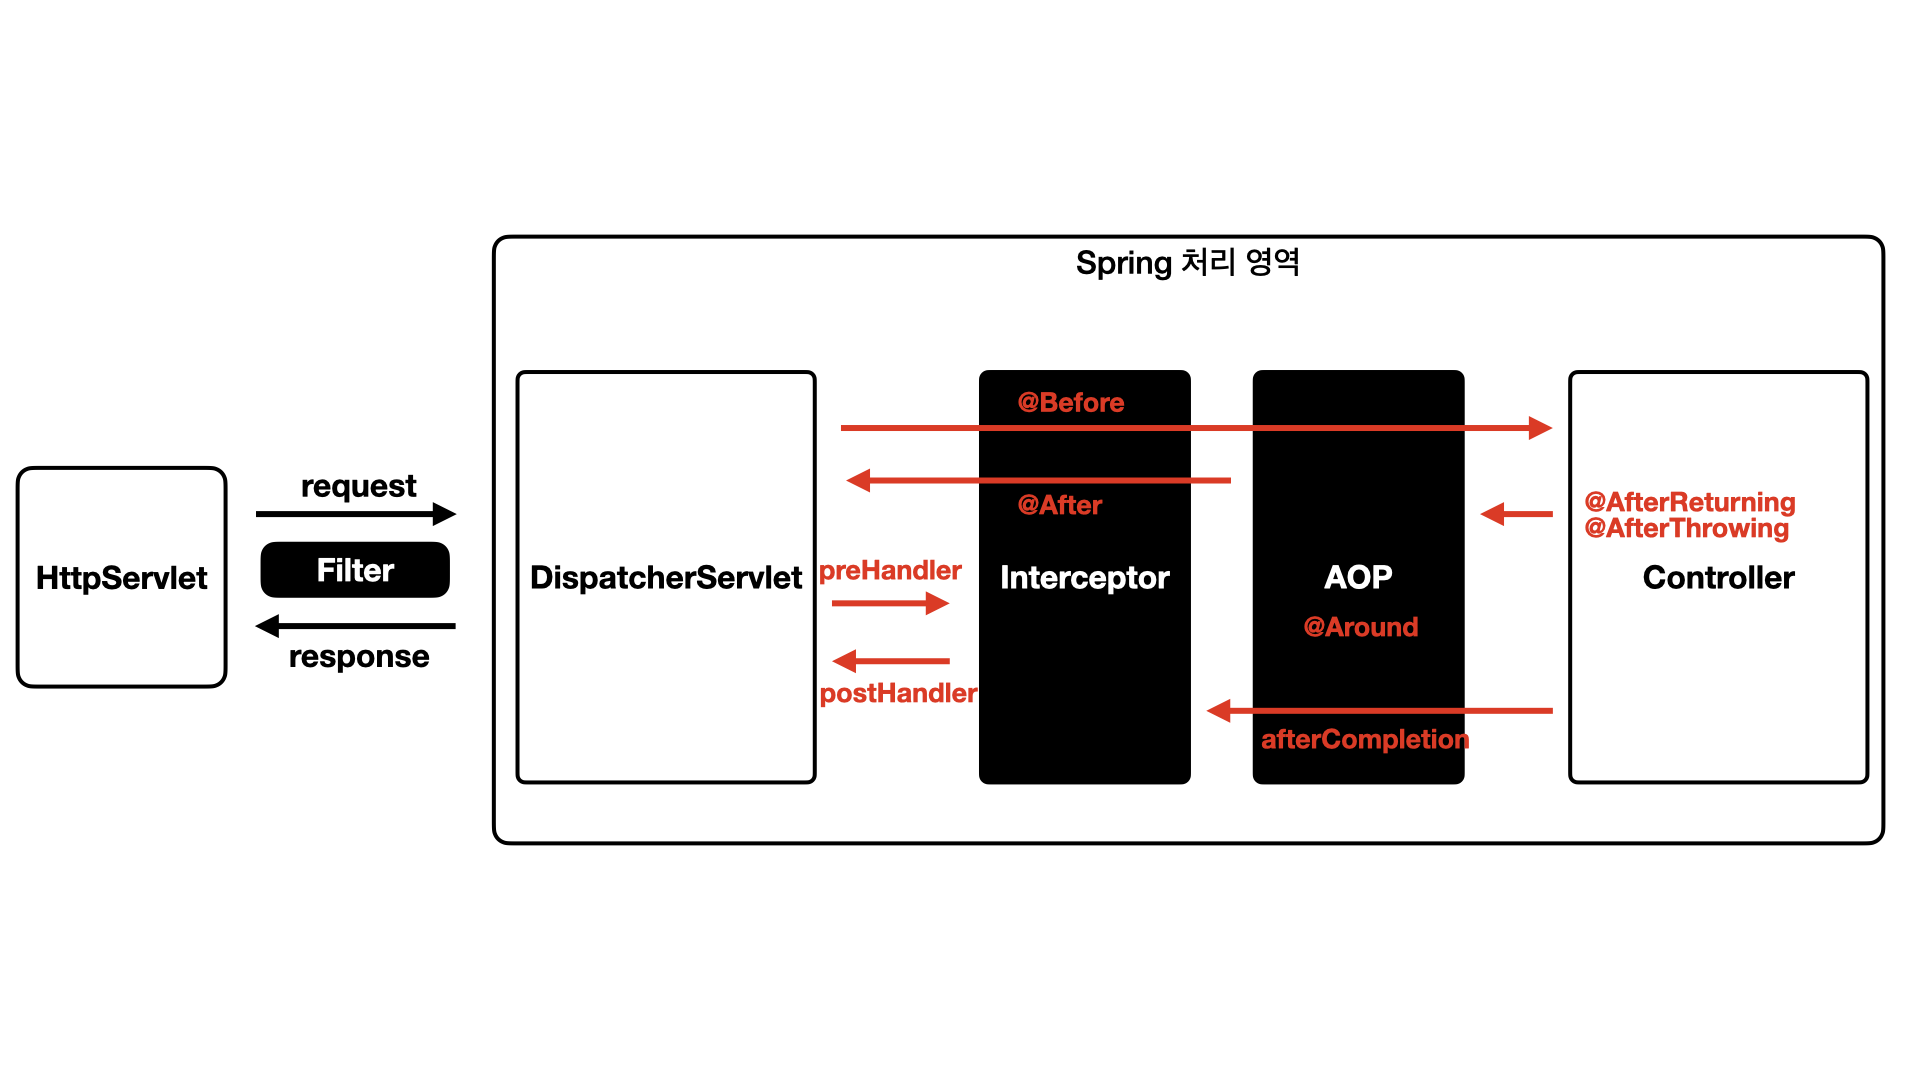 Spring 처리 영역
HttpServlet
request
Filter
response
DispatcherServlet
preHandler
postHandler
@Before
@After
Interceptor
AOP
@Around
afterCompletion
@AfterReturning
@AfterThrowing
Controller